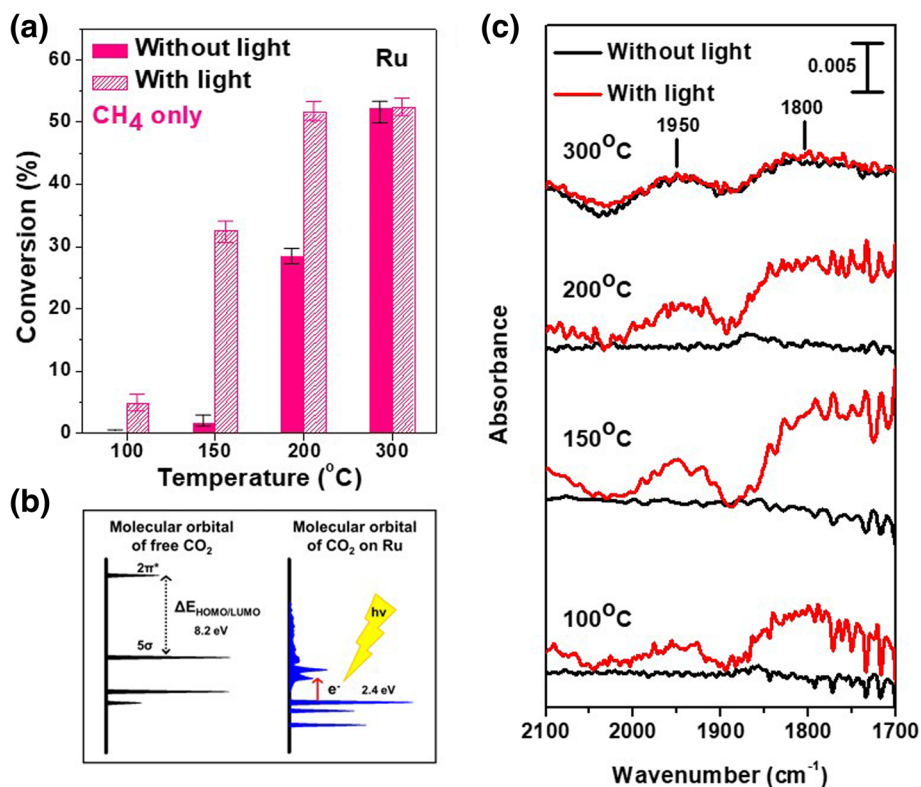 (a)
60
50
40
30
20
10
0
Conversion (%)
Without light
With light
CH₄ only
Ru
100
150
200
300
Temperature (°C)
(b)
Molecular orbital
of free CO₂
2π*
ΔE_HOMO/LUMO
8.2 eV
5σ
Molecular orbital
of CO₂ on Ru
hν
e⁻
2.4 eV
(c)
Without light
With light
0.005
1950
1800
300°C
200°C
150°C
100°C
Absorbance
2100
2000
1900
1800
1700
Wavenumber (cm⁻¹)